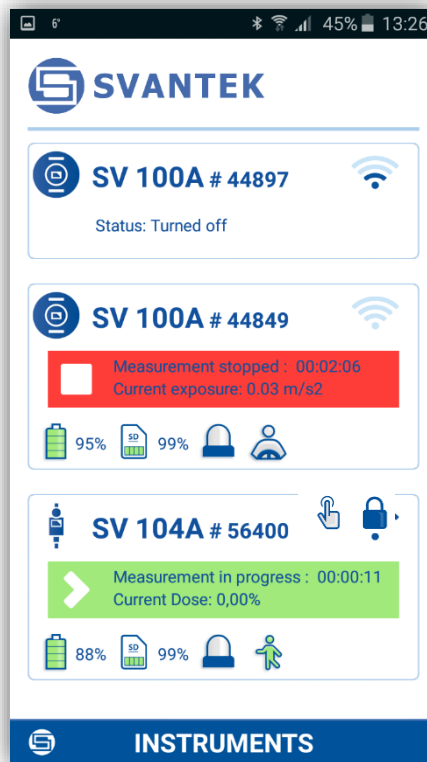 6° 45% 13:26
SVANTEK
SV 100A # 44897
Status: Turned off
SV 100A # 44849
Measurement stopped : 00:02:06
Current exposure: 0.03 m/s2
95% SD 99%
SV 104A # 56400
Measurement in progress : 00:00:11
Current Dose: 0,00%
88% SD 99%
INSTRUMENTS